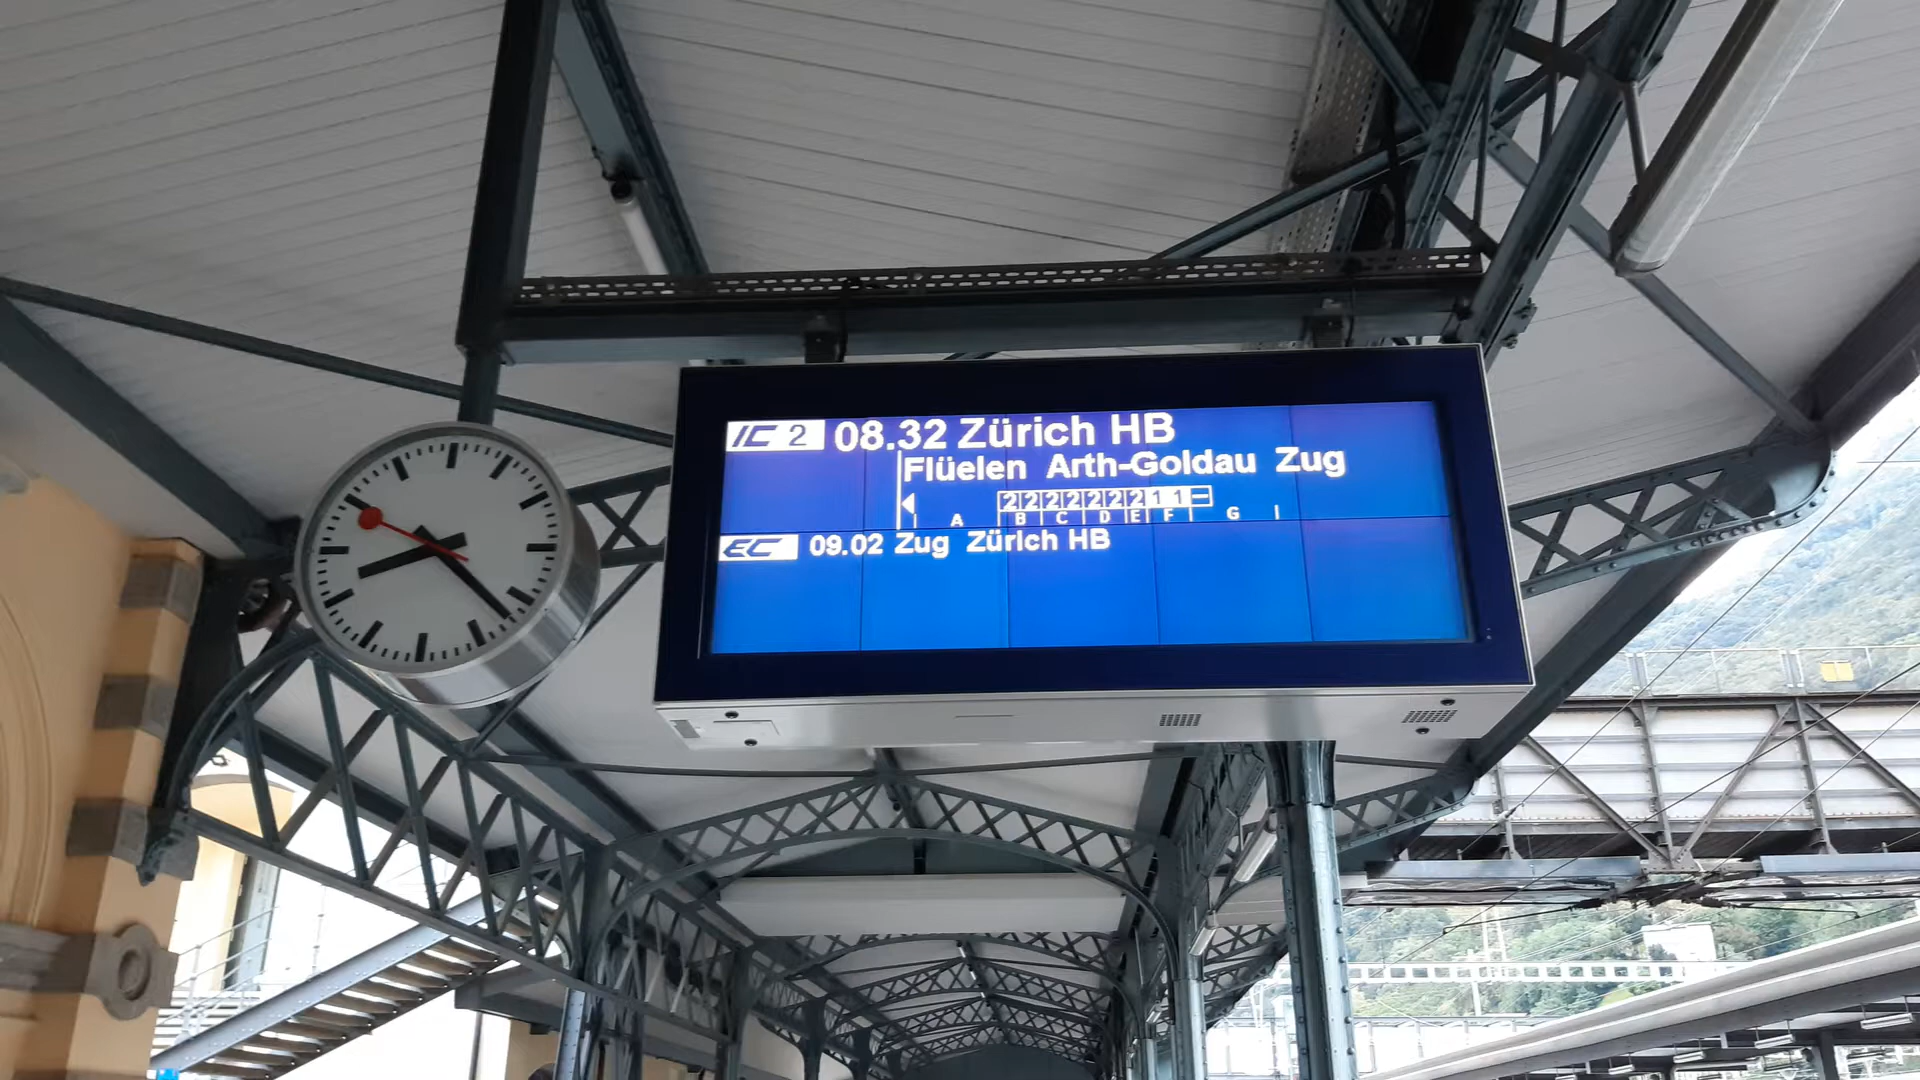 IC 2 08.32 Zürich HB
Flüelen Arth-Goldau Zug
2 2 2 2 2 2 2 1 1
A B C D E F G
EC 09.02 Zug Zürich HB